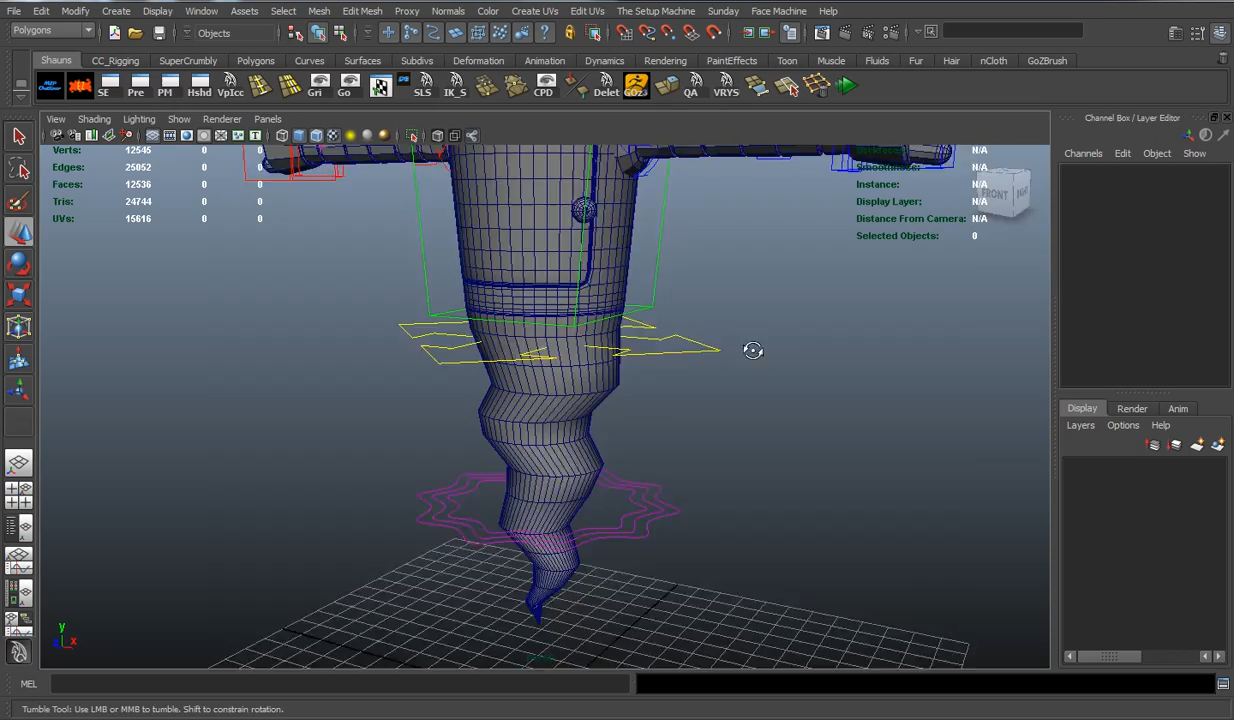 File Edit Modify Create Display Window Assets Select Mesh Edit Mesh Proxy Normals Color Create UVs Edit UVs The Setup Machine Sunday Face Machine Help
Polygons Objects
Shauns CC_Rigging SuperCrumbly Polygons Curves Surfaces Subdivs Deformation Animation Dynamics Rendering PaintEffects Toon Muscle Fluids Fur Hair nCloth GoZBrush
SE Pre PM Hshd VpIcc Gri Go SLS IK_S CPD Delet GOZ3 QA VRYS
View Shading Lighting Show Renderer Panels
Channel Box / Layer Editor
Verts: 12545 0 0 N/A
Edges: 25052 0 0 Smoothness: N/A
Faces: 12536 0 0 Instance: N/A
Tris: 24744 0 0 Display Layer: N/A
UVs: 15616 0 0 Distance From Camera: N/A
Selected Objects: 0
FRONT
Channels Edit Object Show
Display Render Anim
Layers Options Help
y
x
MEL
Tumble Tool: Use LMB or MMB to tumble. Shift to constrain rotation.